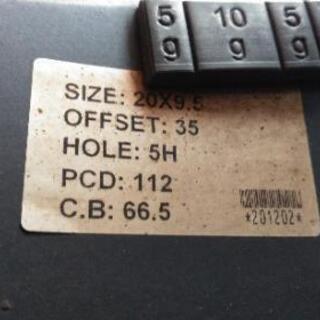 5 10 5
g g g
SIZE: 20X9.5
OFFSET: 35
HOLE: 5H
PCD: 112
C.B: 66.5
*201202*